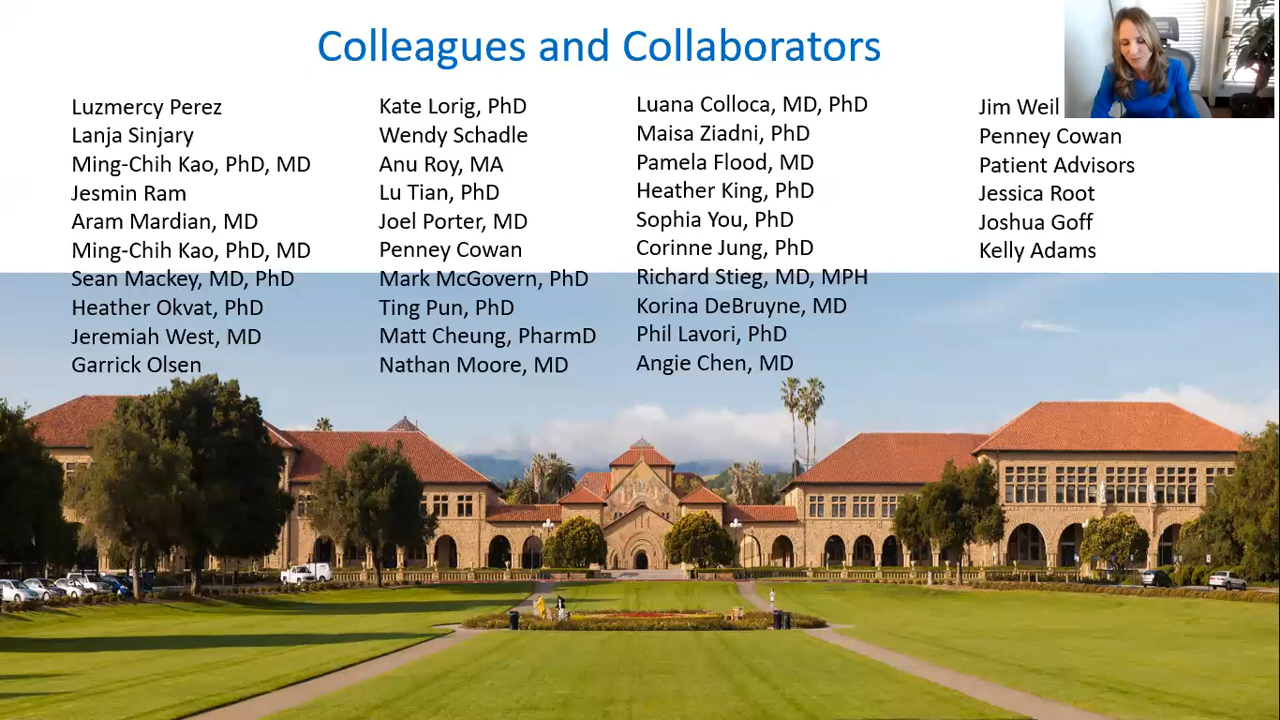 Colleagues and Collaborators
Luzmercy Perez
Lanja Sinjary
Ming-Chih Kao, PhD, MD
Jesmin Ram
Aram Mardian, MD
Ming-Chih Kao, PhD, MD
Sean Mackey, MD, PhD
Heather Okvat, PhD
Jeremiah West, MD
Garrick Olsen
Kate Lorig, PhD
Wendy Schadle
Anu Roy, MA
Lu Tian, PhD
Joel Porter, MD
Penney Cowan
Mark McGovern, PhD
Ting Pun, PhD
Matt Cheung, PharmD
Nathan Moore, MD
Luana Colloca, MD, PhD
Maisa Ziadni, PhD
Pamela Flood, MD
Heather King, PhD
Sophia You, PhD
Corinne Jung, PhD
Richard Stieg, MD, MPH
Korina DeBruyne, MD
Phil Lavori, PhD
Angie Chen, MD
Jim Weil
Penney Cowan
Patient Advisors
Jessica Root
Joshua Goff
Kelly Adams